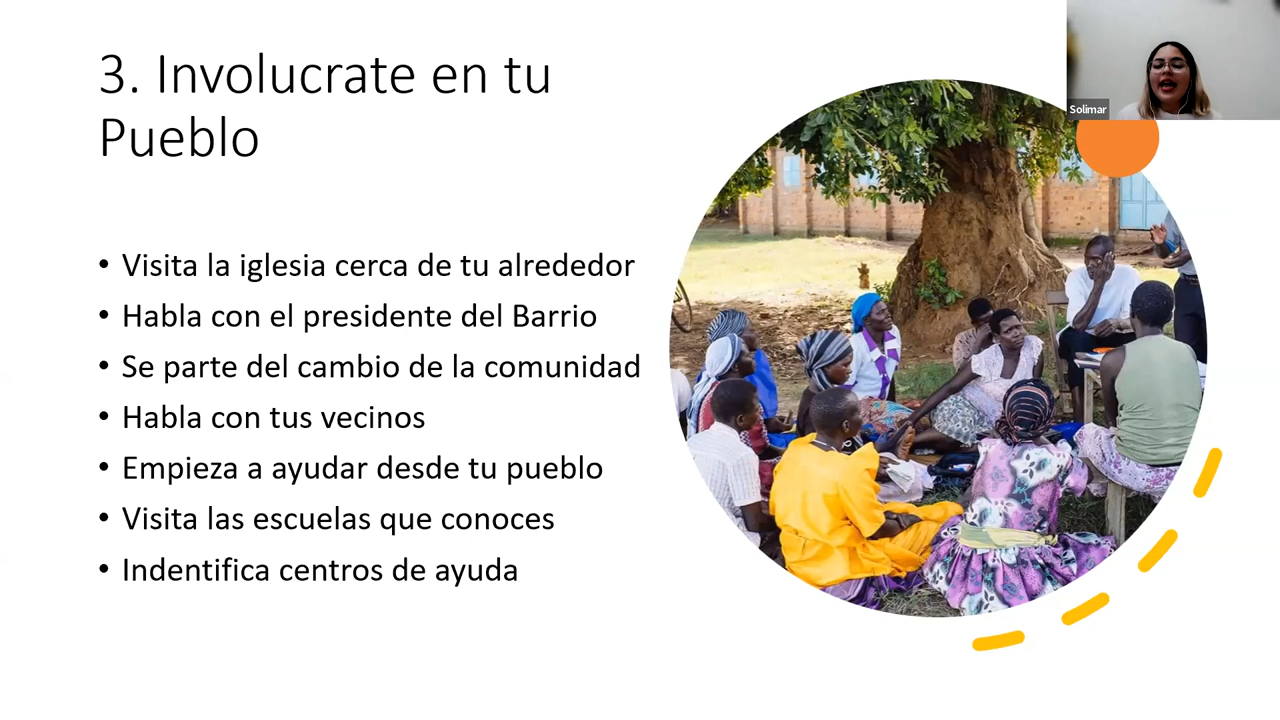 3. Involucrate en tu
Pueblo
• Visita la iglesia cerca de tu alrededor
• Habla con el presidente del Barrio
• Se parte del cambio de la comunidad
• Habla con tus vecinos
• Empieza a ayudar desde tu pueblo
• Visita las escuelas que conoces
• Indentifica centros de ayuda
Solimar